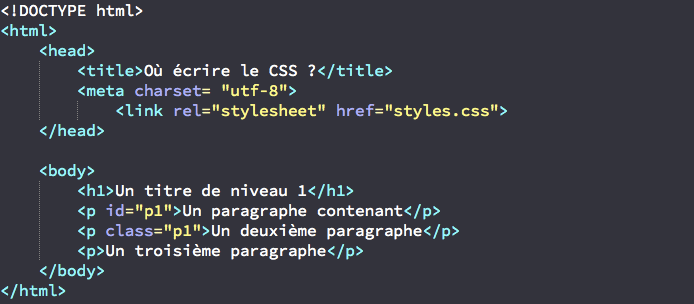 <!DOCTYPE html>
<html>
<head>
<title>Où écrire le CSS ?</title>
<meta charset= "utf-8">
<link rel="stylesheet" href="styles.css">
</head>
<body>
<h1>Un titre de niveau 1</h1>
<p id="p1">Un paragraphe contenant</p>
<p class="p1">Un deuxième paragraphe</p>
<p>Un troisième paragraphe</p>
</body>
</html>